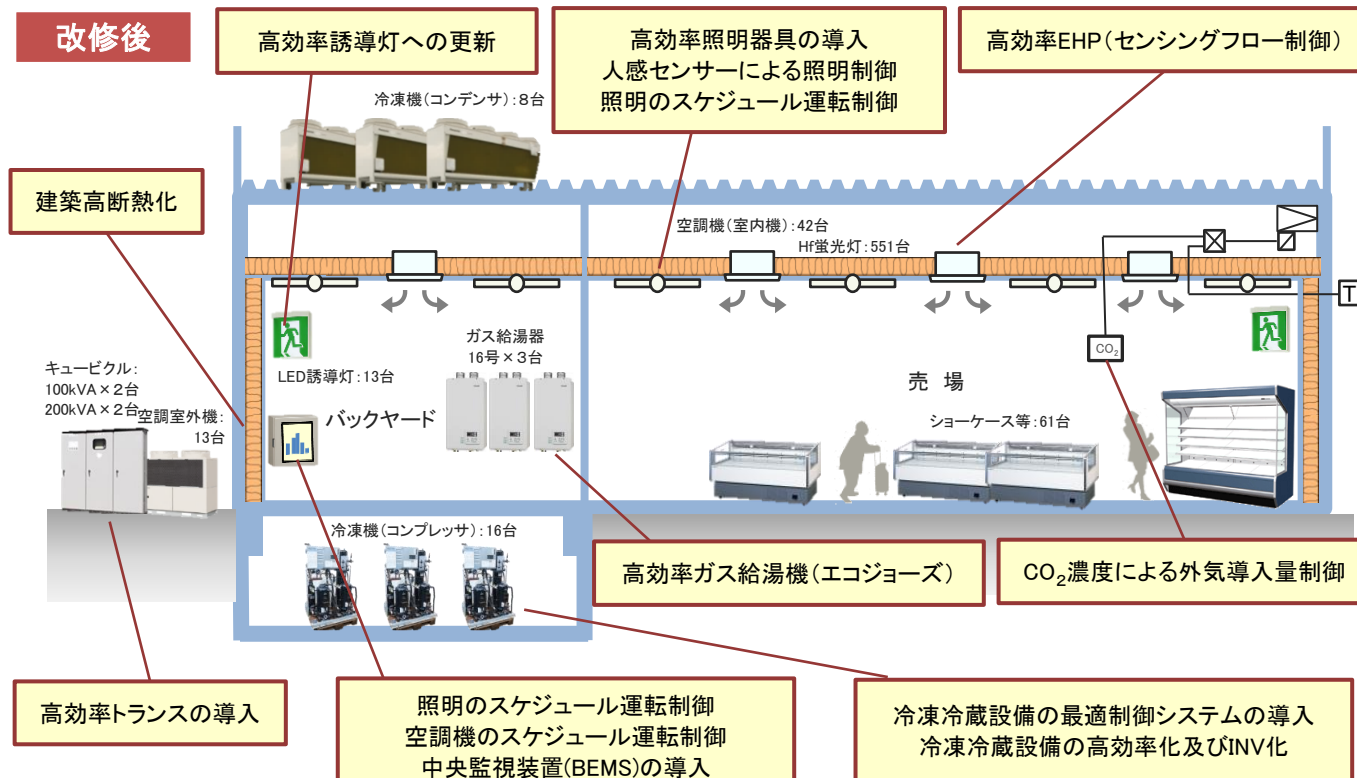 改修後
高効率誘導灯への更新
高効率照明器具の導入
人感センサーによる照明制御
照明のスケジュール運転制御
高効率EHP(センシングフロー制御)
冷凍機(コンデンサ):8台
建築高断熱化
空調機(室内機):42台
Hf蛍光灯:551台
T
CO₂
ガス給湯器
16号×3台
LED誘導灯:13台
売 場
キュービクル:
100kVA×2台
200kVA×2台
空調室外機:
13台
バックヤード
ショーケース等:61台
冷凍機(コンプレッサ):16台
高効率ガス給湯機(エコジョーズ)
CO₂濃度による外気導入量制御
高効率トランスの導入
照明のスケジュール運転制御
空調機のスケジュール運転制御
中央監視装置(BEMS)の導入
冷凍冷蔵設備の最適制御システムの導入
冷凍冷蔵設備の高効率化及びINV化